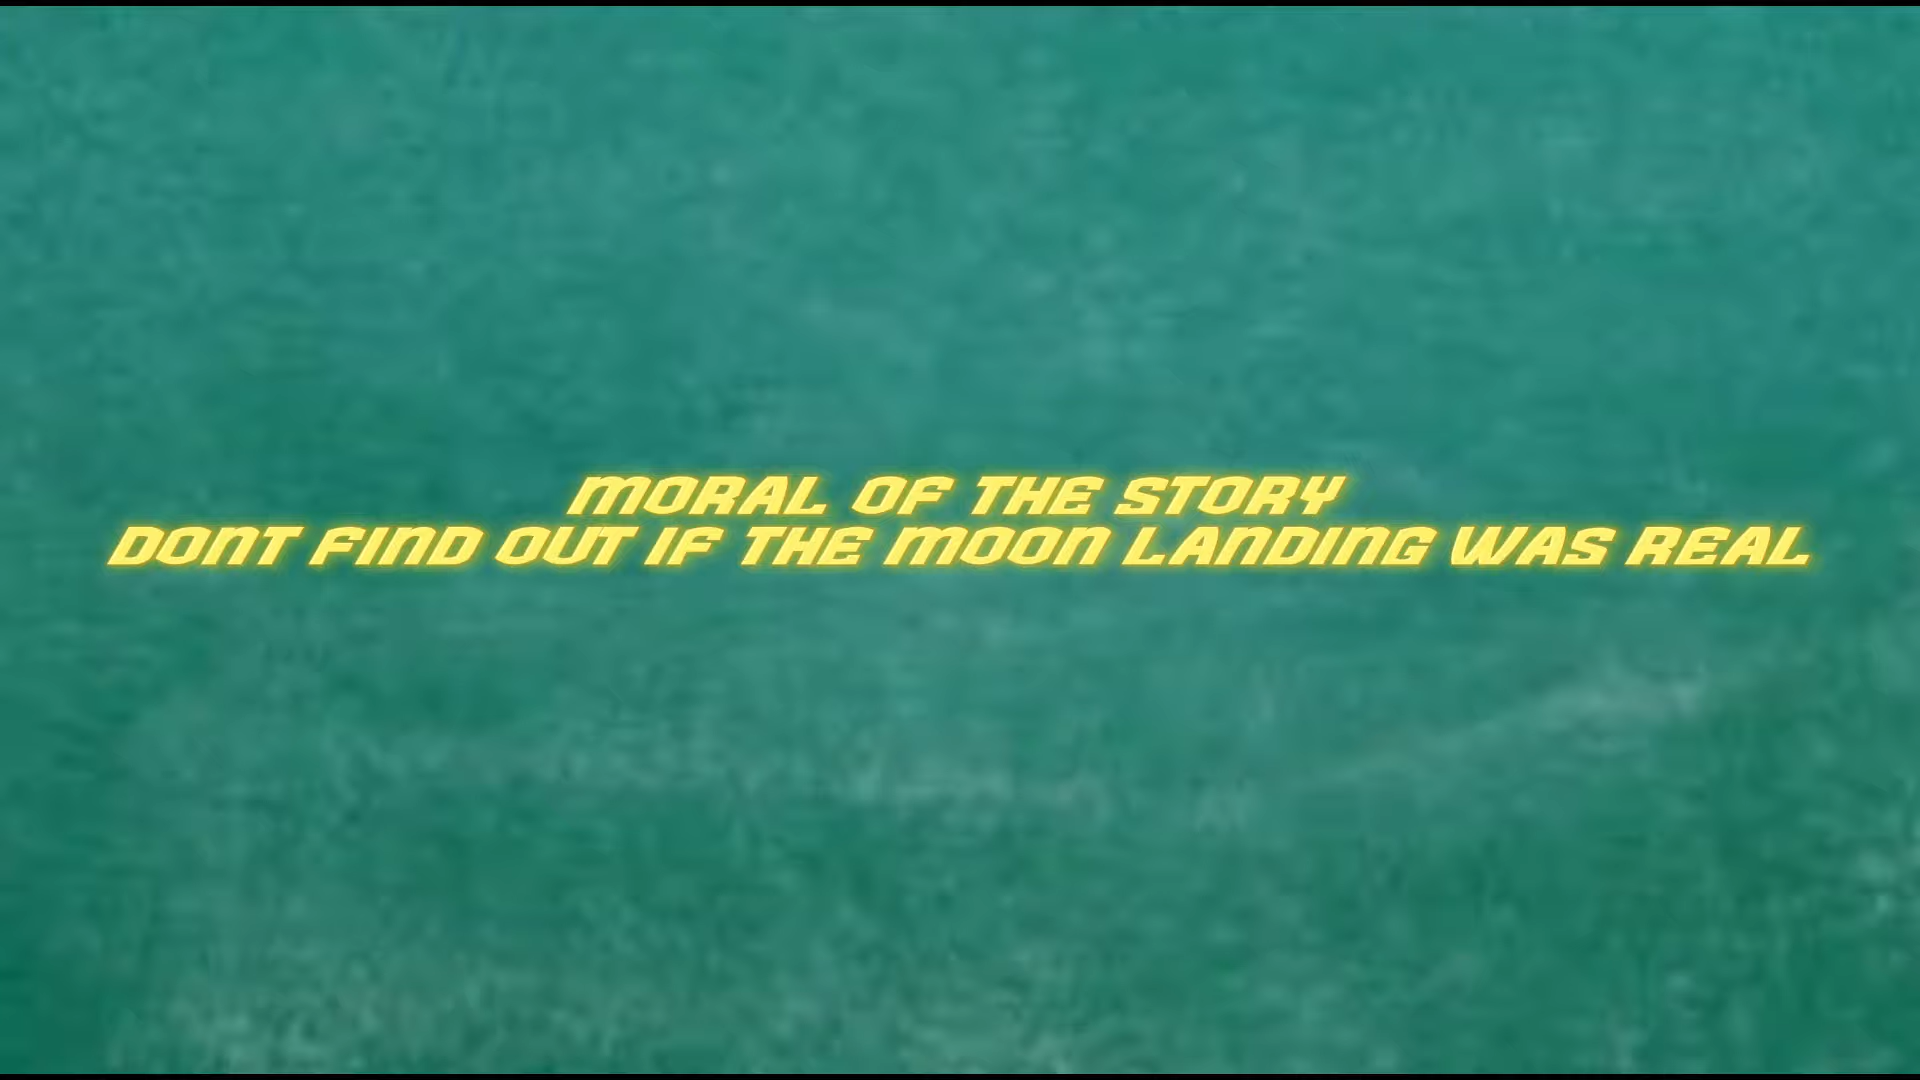 MORAL OF THE STORY
DONT FIND OUT IF THE MOON LANDING WAS REAL